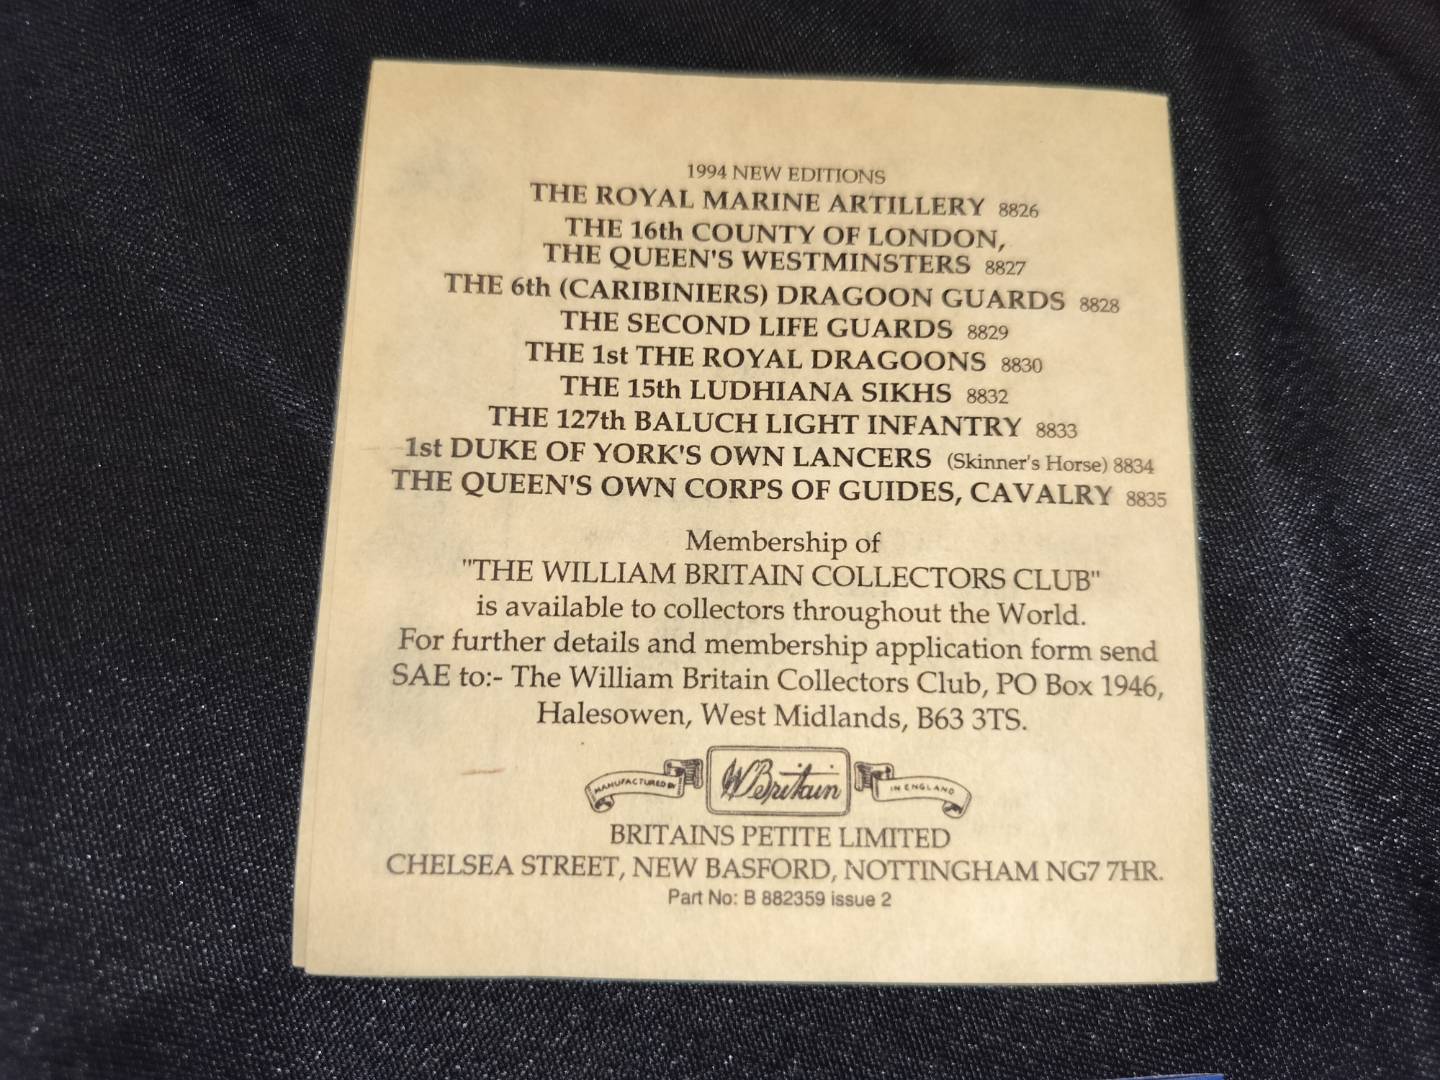 1994 NEW EDITIONS
THE ROYAL MARINE ARTILLERY 8826
THE 16th COUNTY OF LONDON,
THE QUEEN'S WESTMINSTERS 8827
THE 6th (CARIBINIERS) DRAGOON GUARDS 8828
THE SECOND LIFE GUARDS 8829
THE 1st THE ROYAL DRAGOONS 8830
THE 15th LUDHIANA SIKHS 8832
THE 127th BALUCH LIGHT INFANTRY 8833
1st DUKE OF YORK'S OWN LANCERS (Skinner's Horse) 8834
THE QUEEN'S OWN CORPS OF GUIDES, CAVALRY 8835
Membership of
"THE WILLIAM BRITAIN COLLECTORS CLUB"
is available to collectors throughout the World.
For further details and membership application form send
SAE to:- The William Britain Collectors Club, PO Box 1946,
Halesowen, West Midlands, B63 3TS.
MANUFACTURED BY W Britain IN ENGLAND
BRITAINS PETITE LIMITED
CHELSEA STREET, NEW BASFORD, NOTTINGHAM NG7 7HR.
Part No: B 882359 issue 2